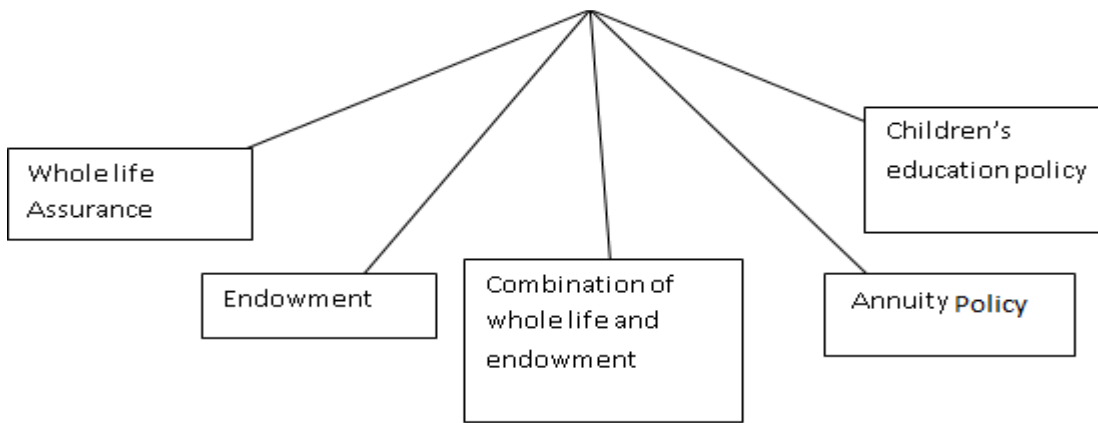 Whole life
Assurance
Endowment
Combination of
whole life and
endowment
Annuity Policy
Children’s
education policy